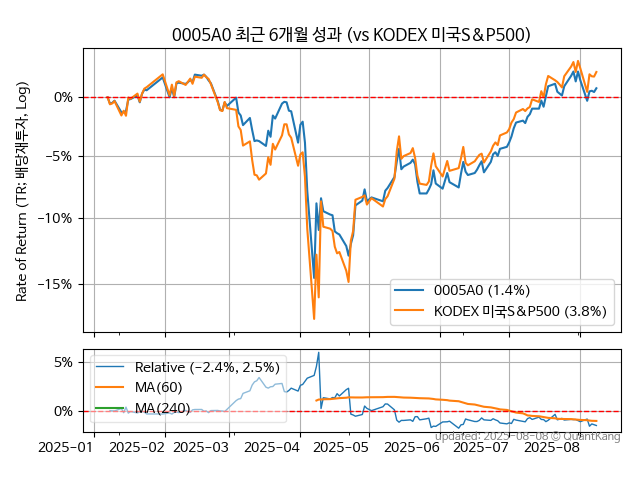 0005A0 최근 6개월 성과 (vs KODEX 미국S&P500)
Rate of Return (TR: 배당재투자, Log)
0%
−5%
−10%
−15%
0005A0 (1.4%)
KODEX 미국S&P500 (3.8%)
5%
0%
Relative (−2.4%, 2.5%)
MA(60)
MA(240)
2025−01 2025−02 2025−03 2025−04 2025−05 2025−06 2025−07 2025−08
updated: 2025−08−08 © QuantKang